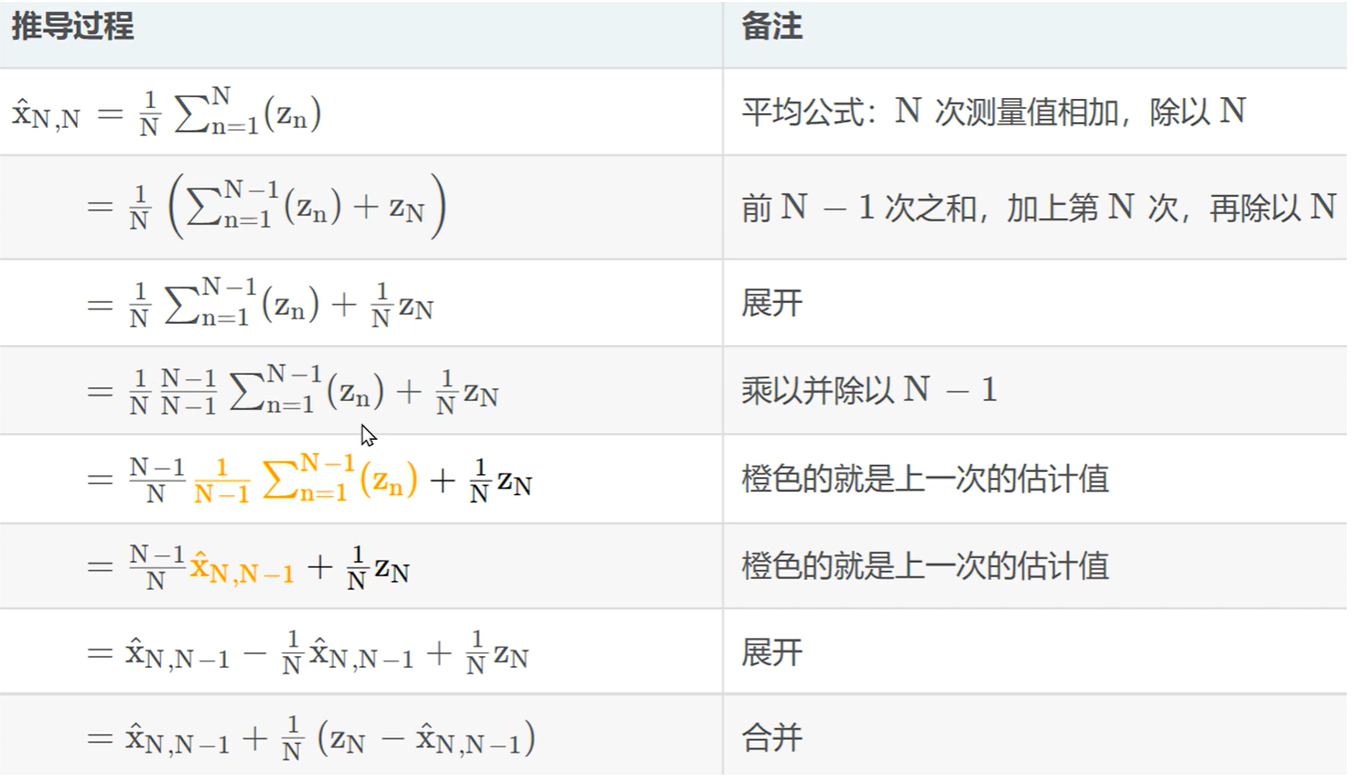 推导过程 备注
x̂_{N,N} = \frac{1}{N} \sum_{n=1}^{N} (z_n) 平均公式：N 次测量值相加，除以 N
= \frac{1}{N} \left( \sum_{n=1}^{N-1} (z_n) + z_N \right) 前 N − 1 次之和，加上第 N 次，再除以 N
= \frac{1}{N} \sum_{n=1}^{N-1} (z_n) + \frac{1}{N} z_N 展开
= \frac{1}{N} \frac{N-1}{N-1} \sum_{n=1}^{N-1} (z_n) + \frac{1}{N} z_N 乘以并除以 N − 1
= \frac{N-1}{N} \frac{1}{N-1} \sum_{n=1}^{N-1} (z_n) + \frac{1}{N} z_N 橙色的就是上一次的估计值
= \frac{N-1}{N} x̂_{N,N-1} + \frac{1}{N} z_N 橙色的就是上一次的估计值
= x̂_{N,N-1} − \frac{1}{N} x̂_{N,N-1} + \frac{1}{N} z_N 展开
= x̂_{N,N-1} + \frac{1}{N} (z_N − x̂_{N,N-1}) 合并